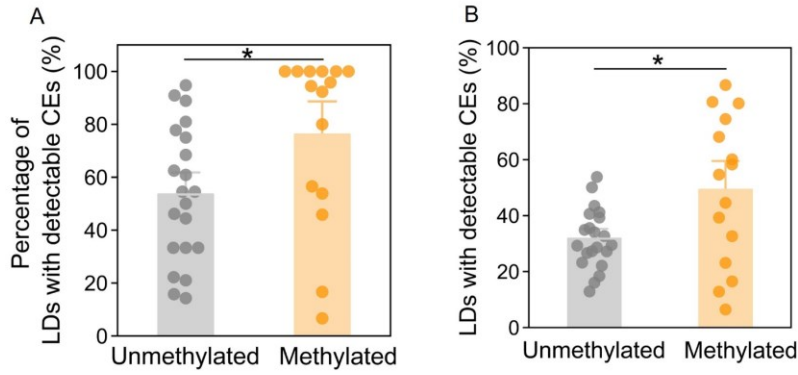 A
Percentage of
LDs with detectable CEs (%)
100
80
60
40
20
0
*
Unmethylated Methylated
B
LDs with detectable CEs (%)
100
80
60
40
20
0
*
Unmethylated Methylated